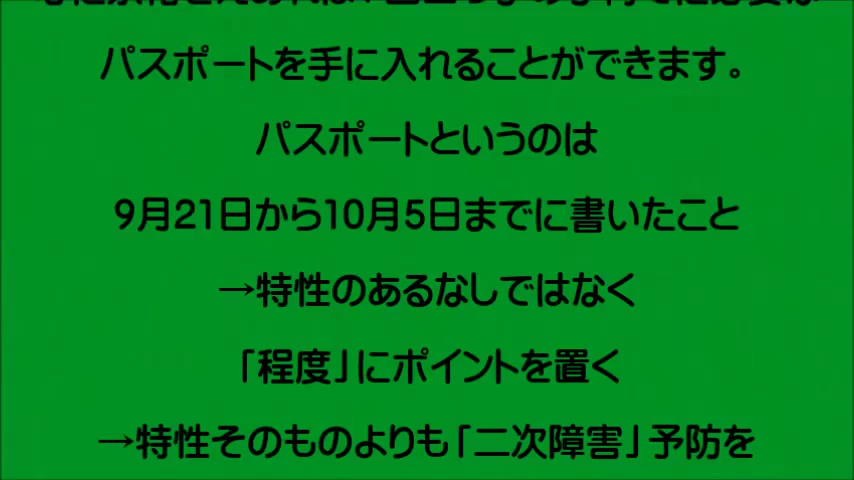 パスポートを手に入れることができます。
パスポートというのは
9月21日から10月5日までに書いたこと
→特性のあるなしではなく
「程度」にポイントを置く
→特性そのものよりも「二次障害」予防を